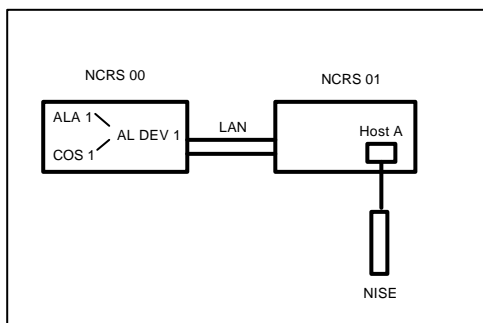 NCRS 00
NCRS 01
ALA 1
AL DEV 1
COS 1
LAN
Host A
NISE